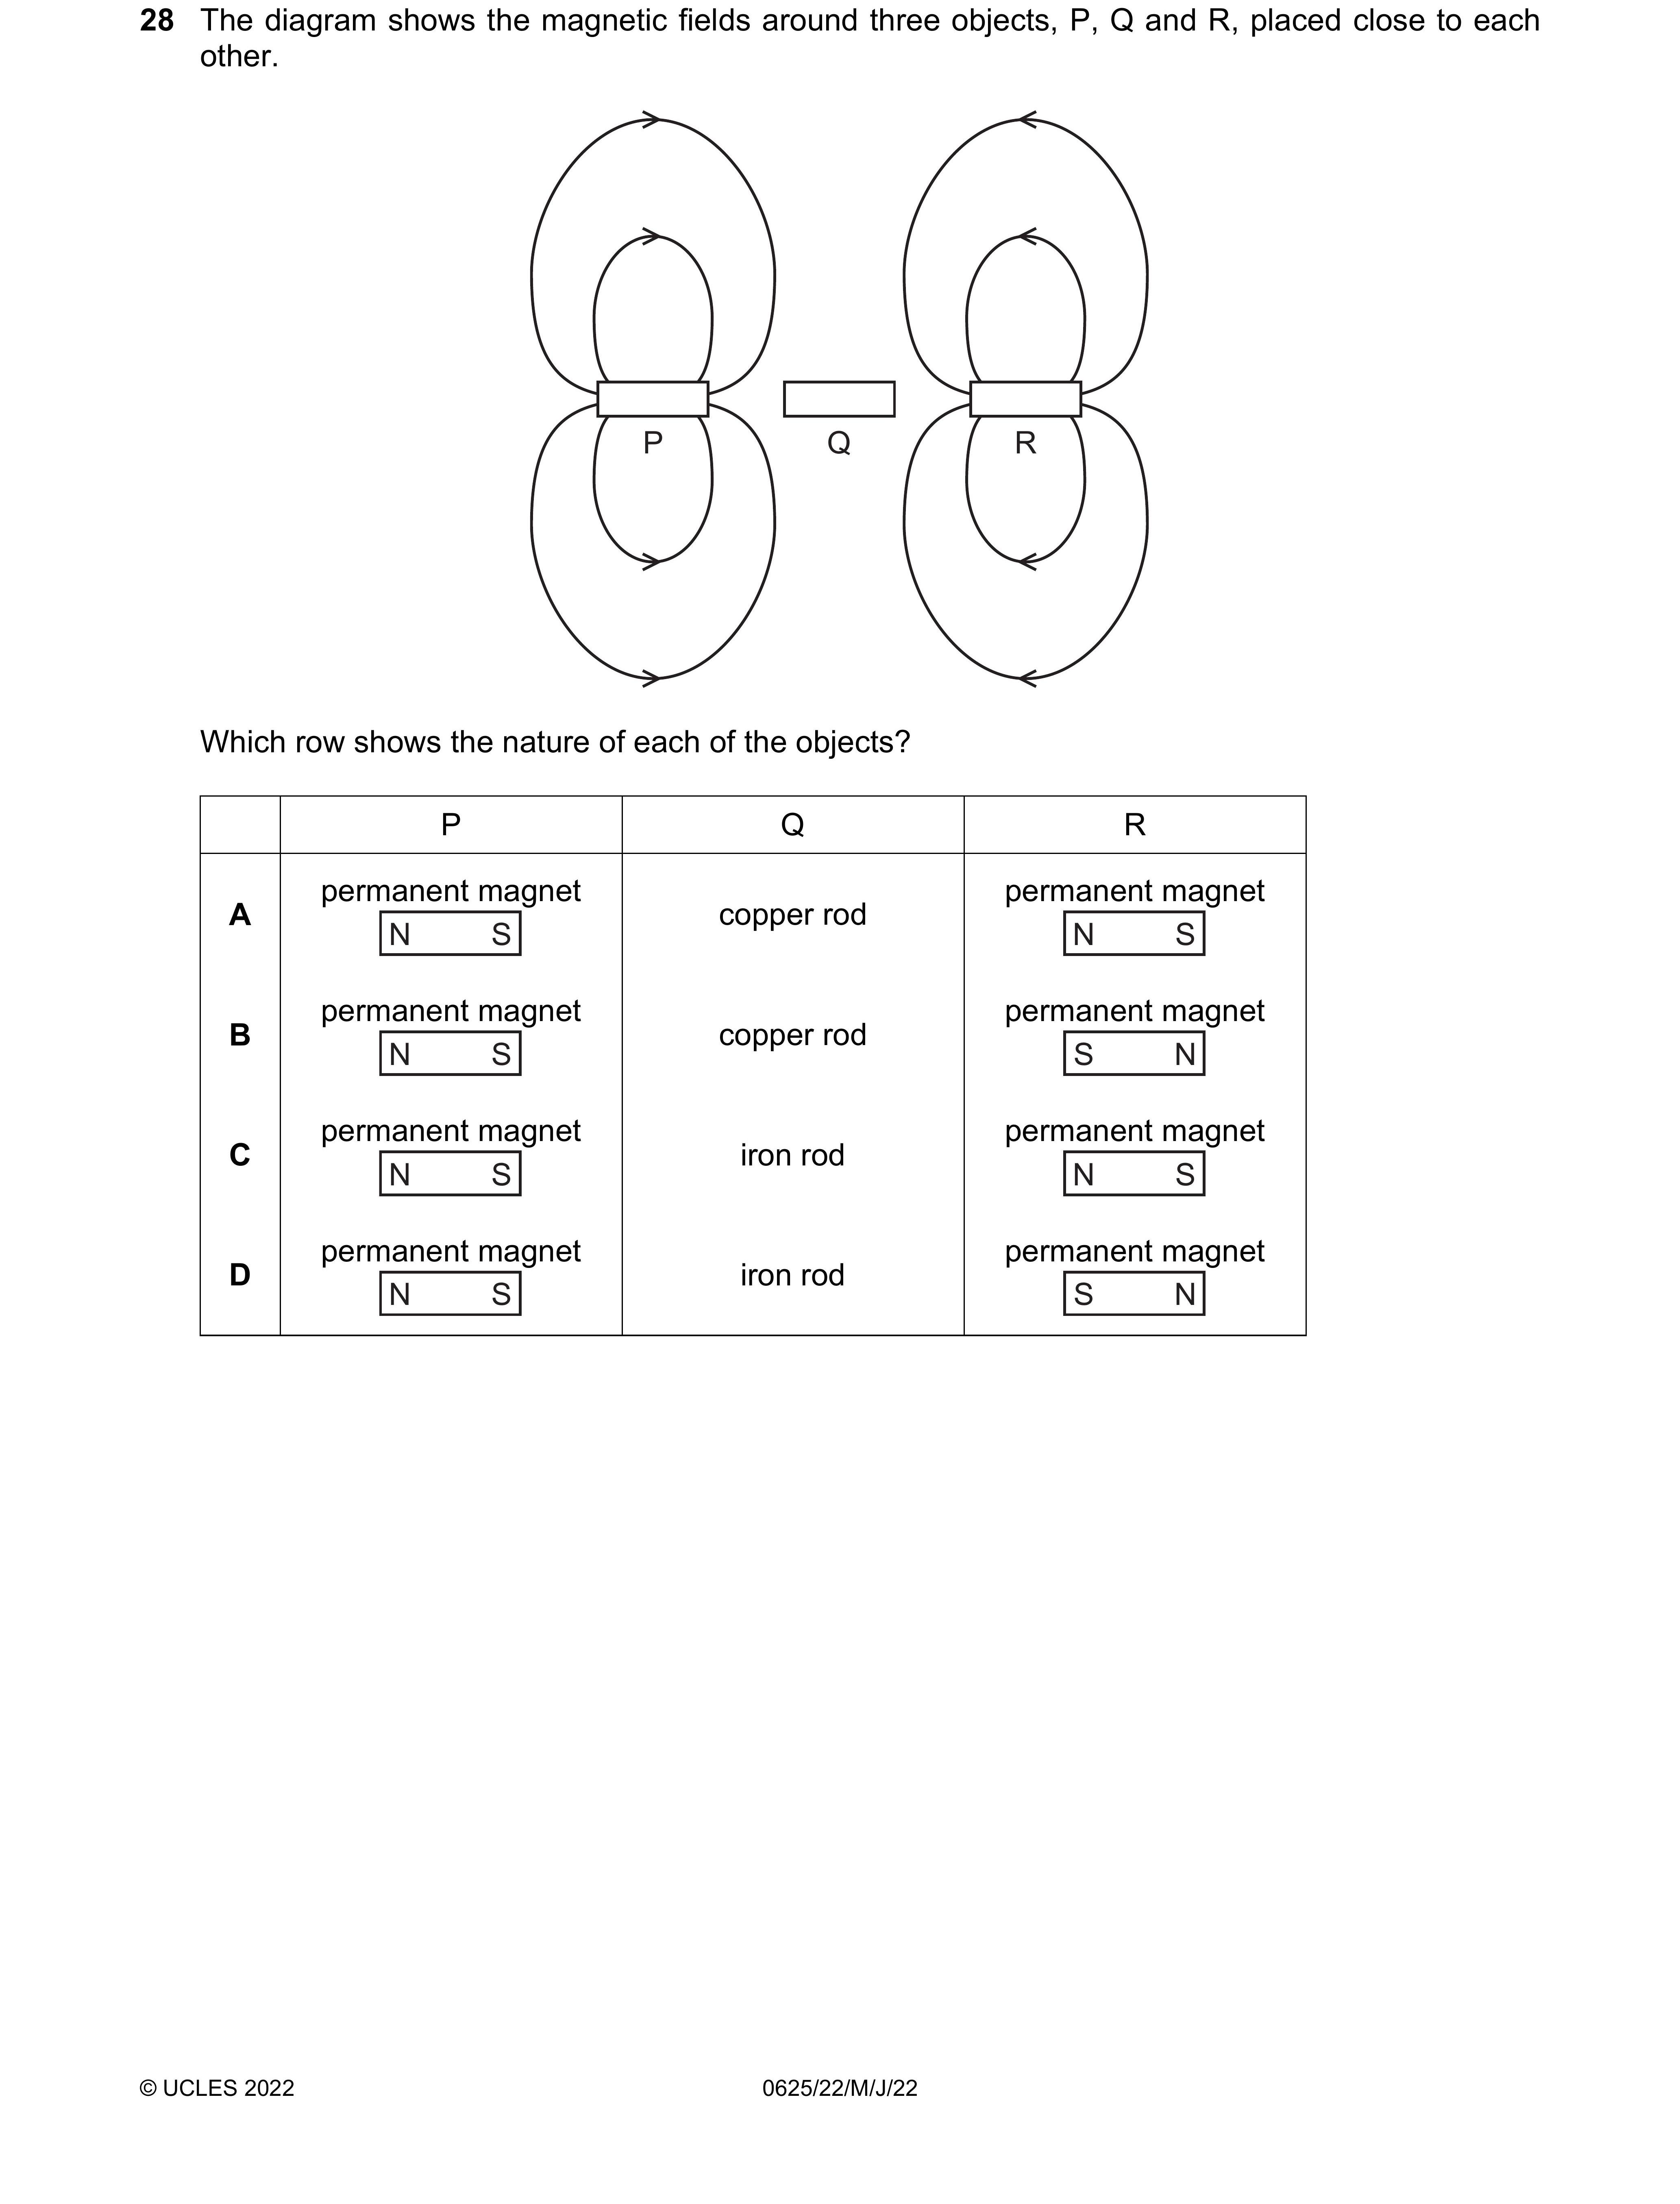 28 The diagram shows the magnetic fields around three objects, P, Q and R, placed close to each
other.
P Q R
Which row shows the nature of each of the objects?
P Q R
permanent magnet permanent magnet
A copper rod
N S N S
permanent magnet permanent magnet
B copper rod
N S S N
permanent magnet permanent magnet
C iron rod
N S N S
permanent magnet permanent magnet
D iron rod
N S S N
© UCLES 2022 0625/22/M/J/22